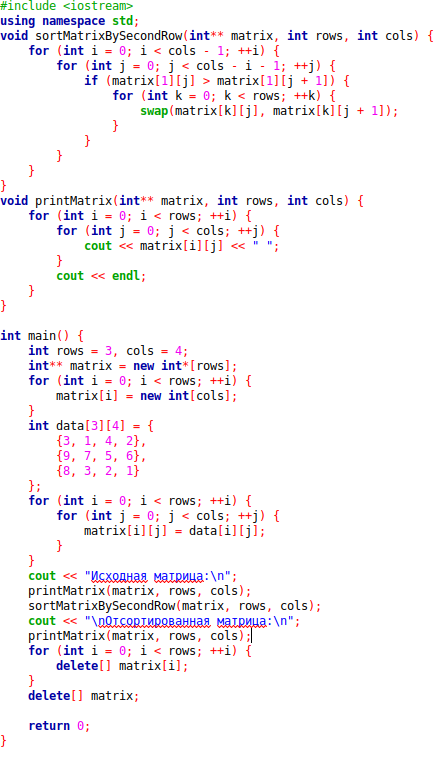 #include <iostream>
using namespace std;
void sortMatrixBySecondRow(int** matrix, int rows, int cols) {
    for (int i = 0; i < cols - 1; ++i) {
        for (int j = 0; j < cols - i - 1; ++j) {
            if (matrix[1][j] > matrix[1][j + 1]) {
                for (int k = 0; k < rows; ++k) {
                    swap(matrix[k][j], matrix[k][j + 1]);
                }
            }
        }
    }
}
void printMatrix(int** matrix, int rows, int cols) {
    for (int i = 0; i < rows; ++i) {
        for (int j = 0; j < cols; ++j) {
            cout << matrix[i][j] << " ";
        }
        cout << endl;
    }
}

int main() {
    int rows = 3, cols = 4;
    int** matrix = new int*[rows];
    for (int i = 0; i < rows; ++i) {
        matrix[i] = new int[cols];
    }
    int data[3][4] = {
        {3, 1, 4, 2},
        {9, 7, 5, 6},
        {8, 3, 2, 1}
    };
    for (int i = 0; i < rows; ++i) {
        for (int j = 0; j < cols; ++j) {
            matrix[i][j] = data[i][j];
        }
    }
    cout << "Исходная матрица:\n";
    printMatrix(matrix, rows, cols);
    sortMatrixBySecondRow(matrix, rows, cols);
    cout << "\nОтсортированная матрица:\n";
    printMatrix(matrix, rows, cols);
    for (int i = 0; i < rows; ++i) {
        delete[] matrix[i];
    }
    delete[] matrix;

    return 0;
}